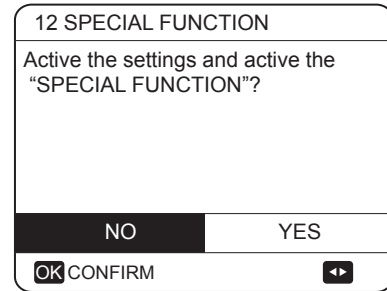 12 SPECIAL FUNCTION
Active the settings and active the
“SPECIAL FUNCTION”?
NO YES
OK CONFIRM